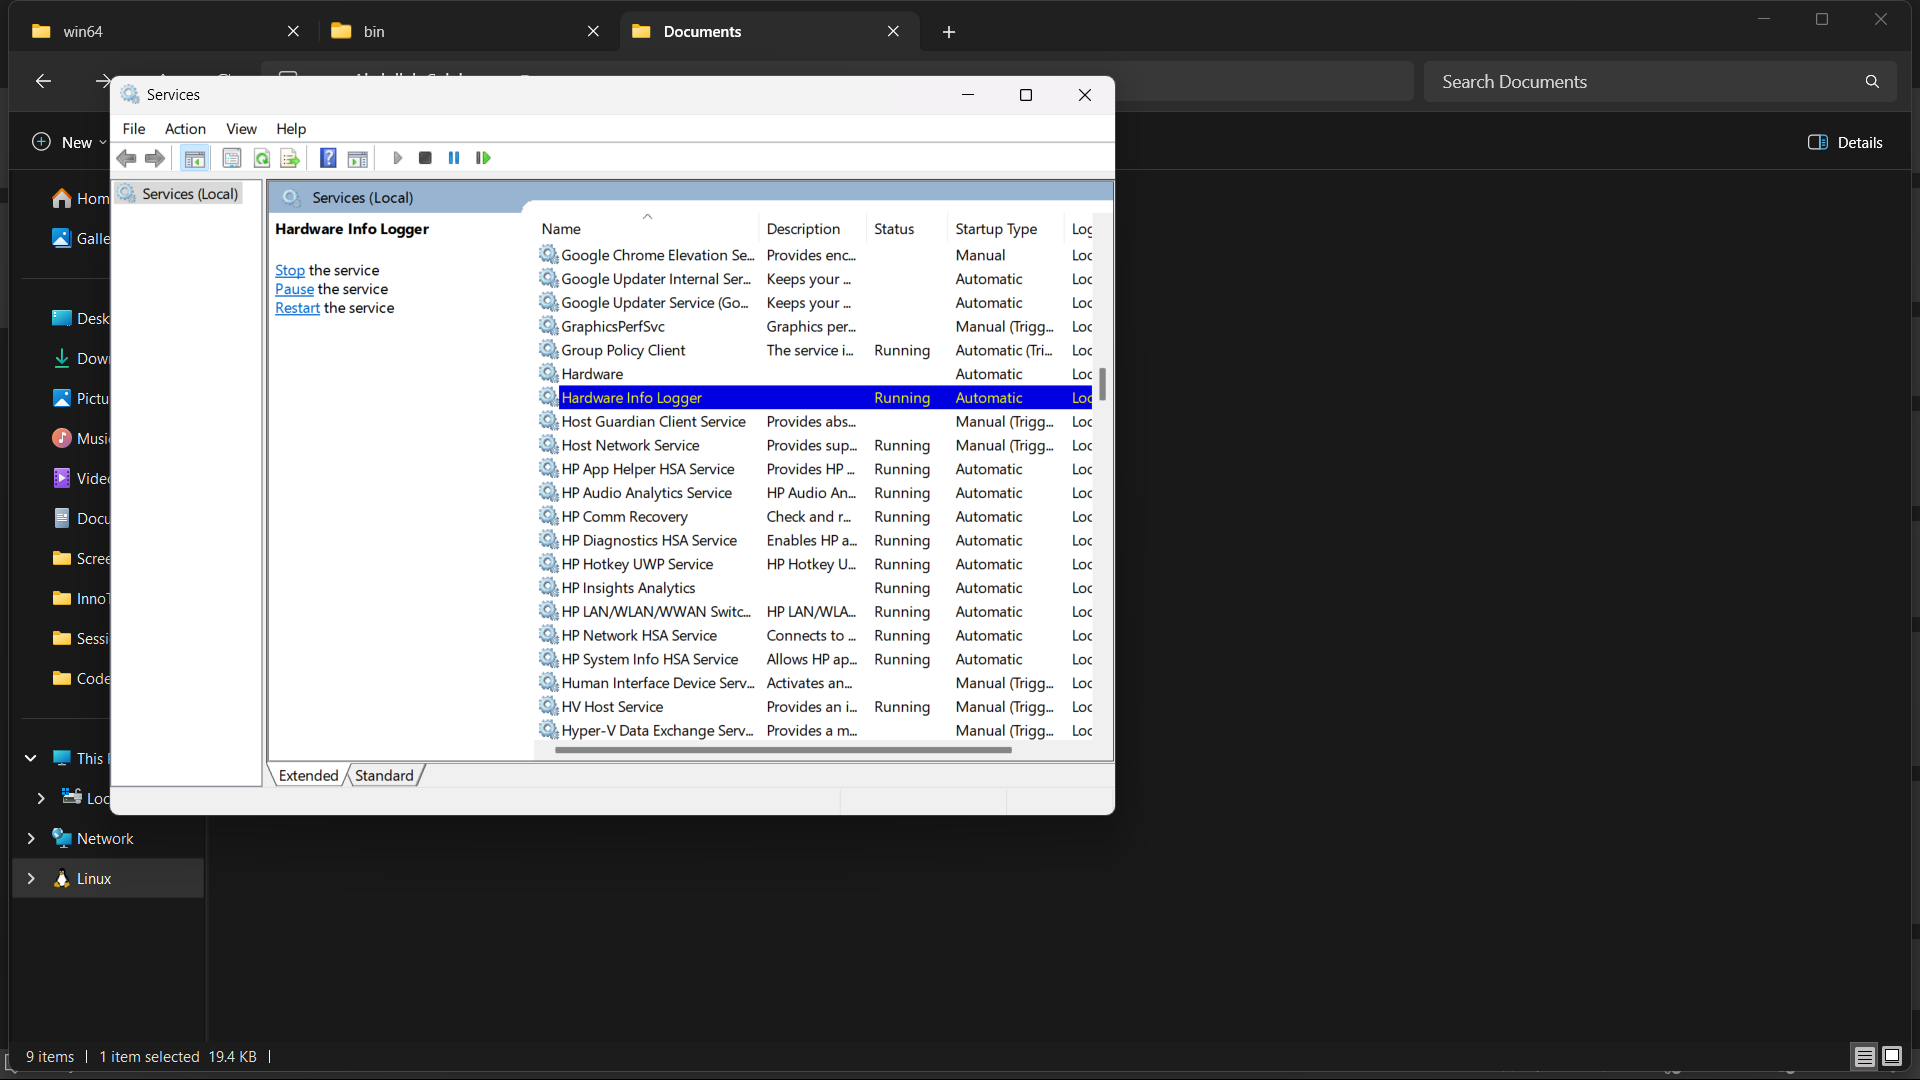 win64
bin
Documents
Search Documents
New
Details
Services
File Action View Help
Services (Local)
Services (Local)
Hardware Info Logger
Stop the service
Pause the service
Restart the service
Name Description Status Startup Type Log
Google Chrome Elevation Se... Provides enc... Manual Loc
Google Updater Internal Ser... Keeps your ... Automatic Loc
Google Updater Service (Go... Keeps your ... Automatic Loc
GraphicsPerfSvc Graphics per... Manual (Trigg... Loc
Group Policy Client The service i... Running Automatic (Tri... Loc
Hardware Automatic Loc
Hardware Info Logger Running Automatic Loc
Host Guardian Client Service Provides abs... Manual (Trigg... Loc
Host Network Service Provides sup... Running Manual (Trigg... Loc
HP App Helper HSA Service Provides HP ... Running Automatic Loc
HP Audio Analytics Service HP Audio An... Running Automatic Loc
HP Comm Recovery Check and r... Running Automatic Loc
HP Diagnostics HSA Service Enables HP a... Running Automatic Loc
HP Hotkey UWP Service HP Hotkey U... Running Automatic Loc
HP Insights Analytics Running Automatic Loc
HP LAN/WLAN/WWAN Switc... HP LAN/WLA... Running Automatic Loc
HP Network HSA Service Connects to ... Running Automatic Loc
HP System Info HSA Service Allows HP ap... Running Automatic Loc
Human Interface Device Serv... Activates an... Manual (Trigg... Loc
HV Host Service Provides an i... Running Manual (Trigg... Loc
Hyper-V Data Exchange Serv... Provides a m... Manual (Trigg... Loc
Extended Standard
Hom
Galle
Desk
Dow
Pictu
Musi
Vide
Docu
Scree
Inno
Sessi
Code
This
Loc
Network
Linux
9 items 1 item selected 19.4 KB